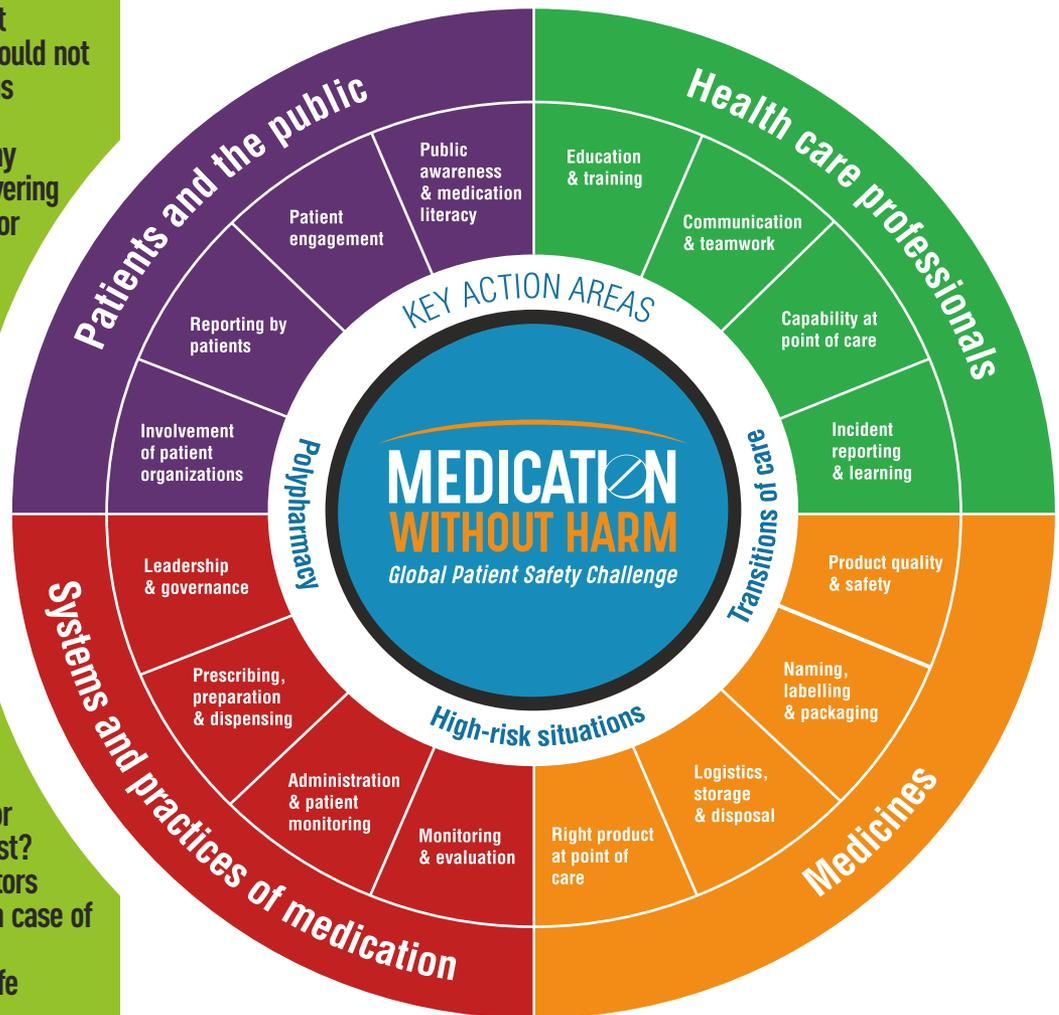 ould not
or
Patients and the public
Health care professionals
Public
awareness
& medication
literacy
Patient
engagement
Reporting by
patients
Involvement
of patient
organizations
Education
& training
Communication
& teamwork
Capability at
point of care
Incident
reporting
& learning
KEY ACTION AREAS
Polypharmacy
Transitions of care
High-risk situations
MEDICATION
WITHOUT HARM
Global Patient Safety Challenge
Leadership
& governance
Prescribing,
preparation
& dispensing
Administration
& patient
monitoring
Monitoring
& evaluation
Systems and practices of medication
Product quality
& safety
Naming,
labelling
& packaging
Logistics,
storage
& disposal
Right product
at point of
care
Medicines
or
st?
tors
n case of
fe